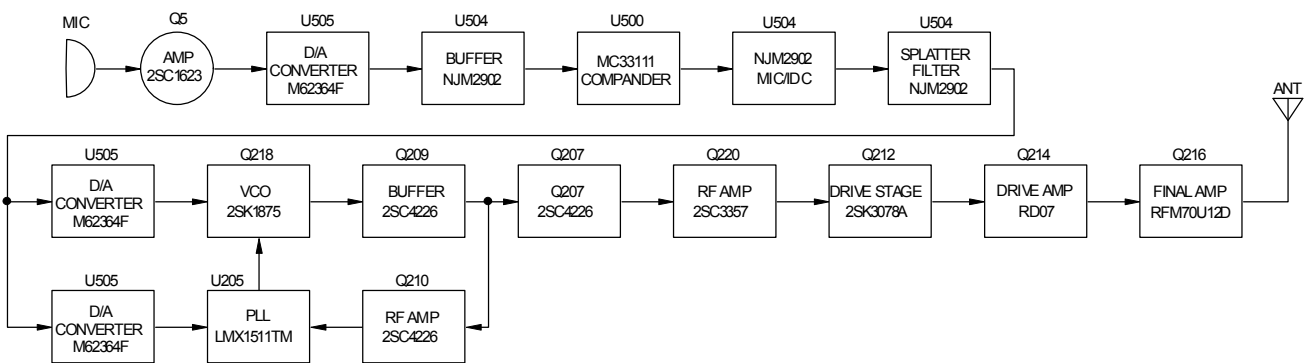 MIC
Q5
AMP
2SC1623
U505
D/A
CONVERTER
M62364F
U504
BUFFER
NJM2902
U500
MC33111
COMPANDER
U504
NJM2902
MIC/IDC
U504
SPLATTER
FILTER
NJM2902
ANT
U505
D/A
CONVERTER
M62364F
Q218
VCO
2SK1875
Q209
BUFFER
2SC4226
Q207
Q207
2SC4226
Q220
RF AMP
2SC3357
Q212
DRIVE STAGE
2SK3078A
Q214
DRIVE AMP
RD07
Q216
FINAL AMP
RFM70U12D
U505
D/A
CONVERTER
M62364F
U205
PLL
LMX1511TM
Q210
RF AMP
2SC4226